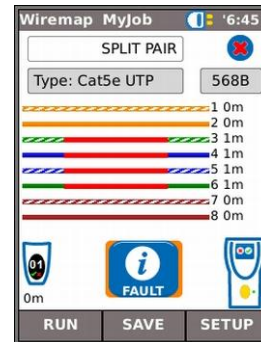 Wiremap MyJob '6:45
SPLIT PAIR
Type: Cat5e UTP 568B
1 0m
2 0m
3 1m
4 1m
5 1m
6 1m
7 0m
8 0m
01
i
0m
FAULT
RUN SAVE SETUP